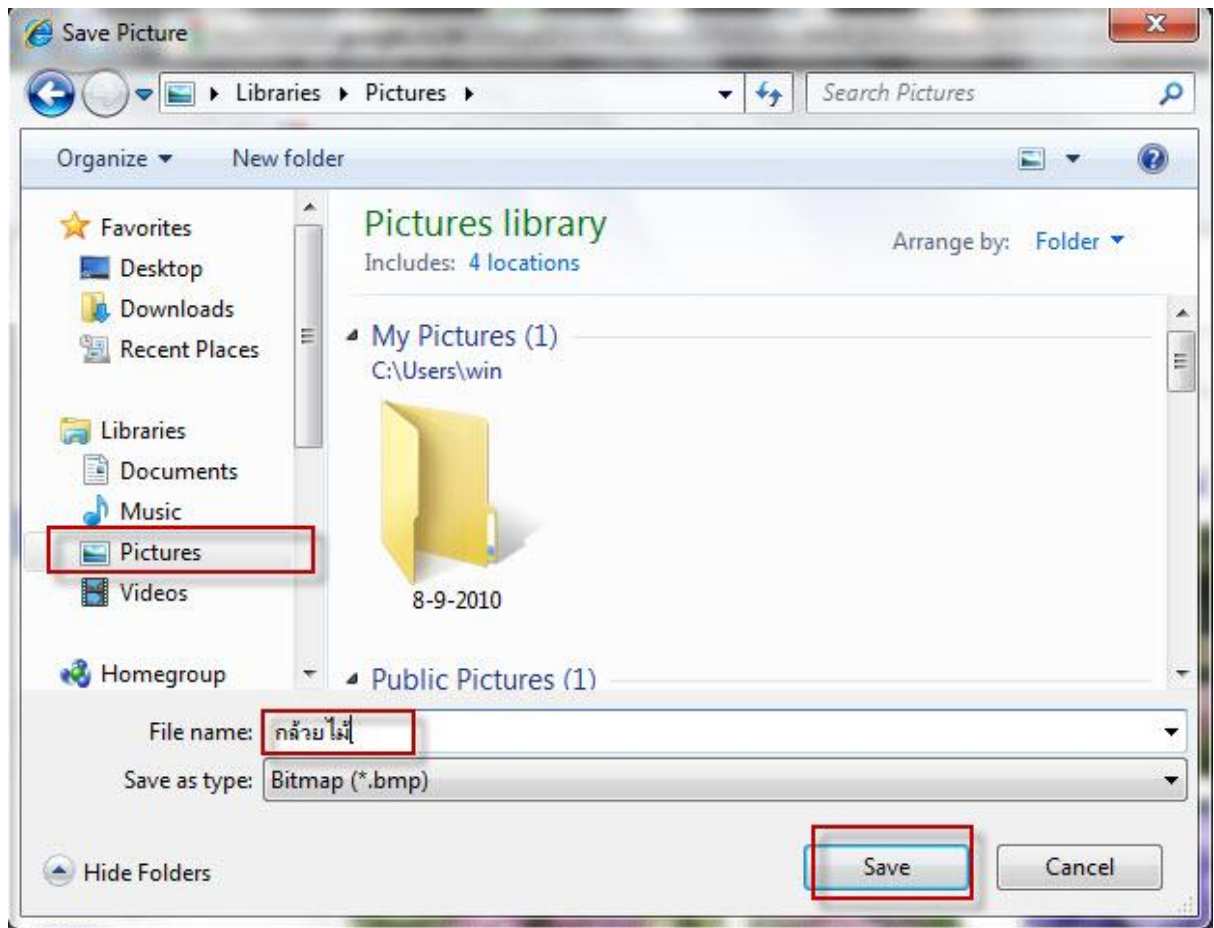 Save Picture
Libraries Pictures Search Pictures
Organize New folder
Favorites
Desktop
Downloads
Recent Places
Libraries
Documents
Music
Pictures
Videos
Homegroup
Pictures library
Includes: 4 locations
Arrange by: Folder
My Pictures (1)
C:\Users\win
8-9-2010
Public Pictures (1)
File name: กล้วยไม้
Save as type: Bitmap (*.bmp)
Hide Folders
Save Cancel